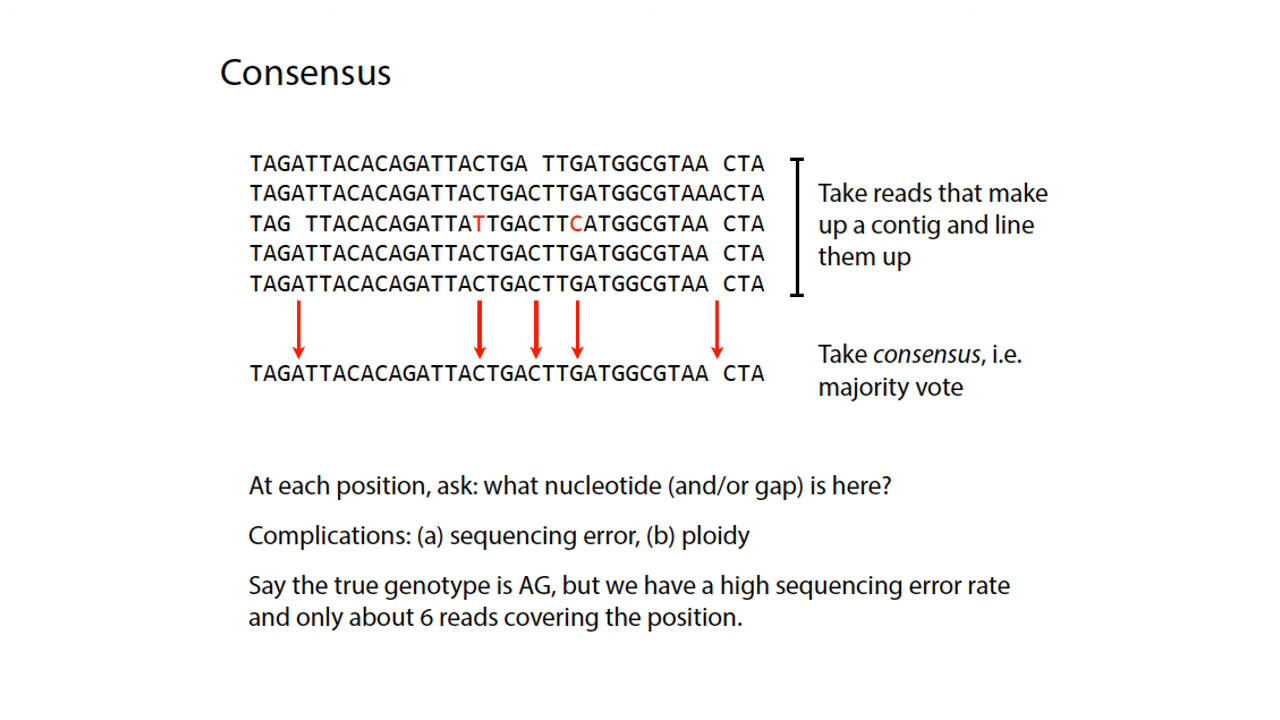 Consensus
TAGATTACACAGATTACTGA TTGATGGCGTAA CTA
TAGATTACACAGATTACTGACTTGATGGCGTAAACTA
TAG TTACACAGATTATTGACTTCATGGCGTAA CTA
TAGATTACACAGATTACTGACTTGATGGCGTAA CTA
TAGATTACACAGATTACTGACTTGATGGCGTAA CTA
Take reads that make
up a contig and line
them up
TAGATTACACAGATTACTGACTTGATGGCGTAA CTA
Take consensus, i.e.
majority vote
At each position, ask: what nucleotide (and/or gap) is here?
Complications: (a) sequencing error, (b) ploidy
Say the true genotype is AG, but we have a high sequencing error rate
and only about 6 reads covering the position.